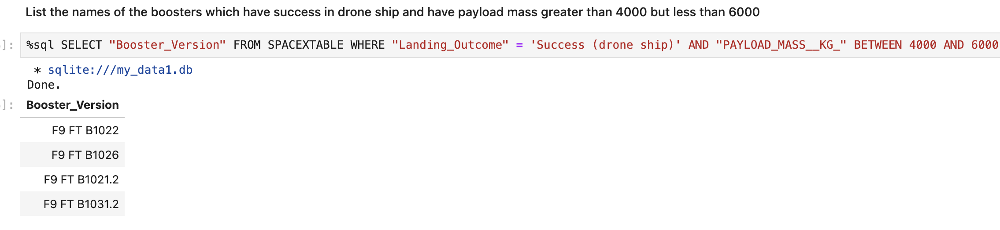 List the names of the boosters which have success in drone ship and have payload mass greater than 4000 but less than 6000
]: %sql SELECT "Booster_Version" FROM SPACEXTABLE WHERE "Landing_Outcome" = 'Success (drone ship)' AND "PAYLOAD_MASS__KG_" BETWEEN 4000 AND 6000
* sqlite:///my_data1.db
Done.
]: Booster_Version
F9 FT B1022
F9 FT B1026
F9 FT B1021.2
F9 FT B1031.2